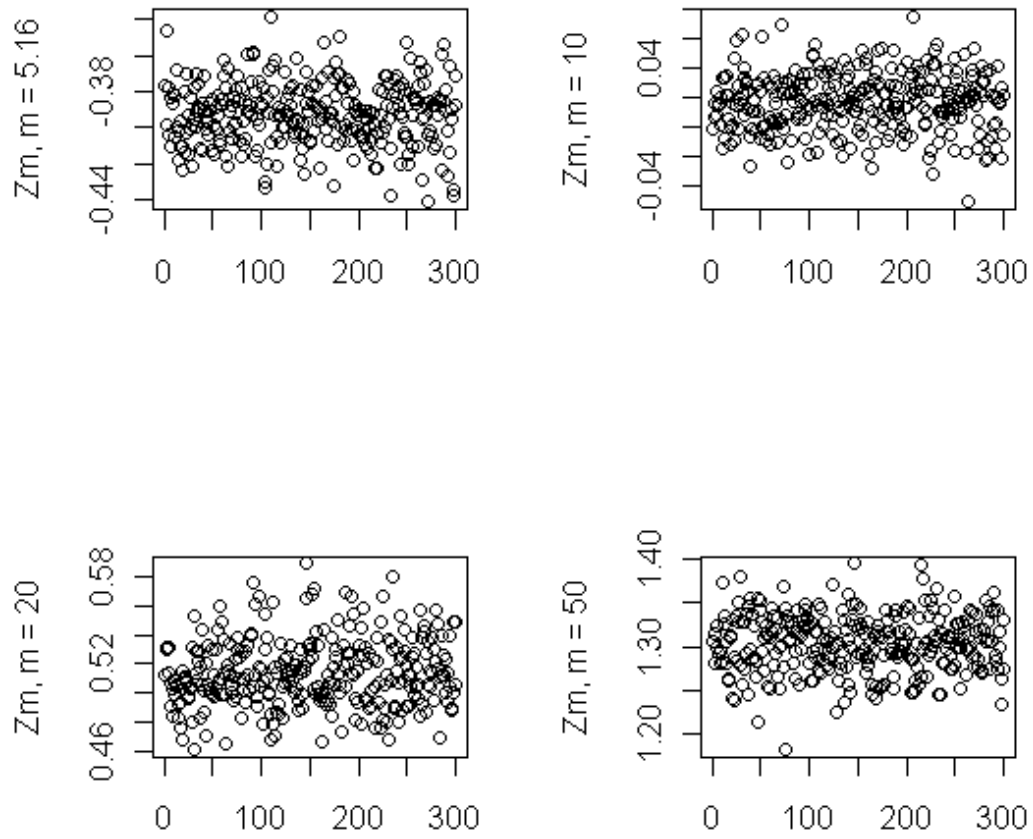 Zm, m = 5.16
-0.44 -0.38
0 100 200 300
Zm, m = 10
-0.04 0.04
0 100 200 300
Zm, m = 20
0.46 0.52 0.58
0 100 200 300
Zm, m = 50
1.20 1.30 1.40
0 100 200 300